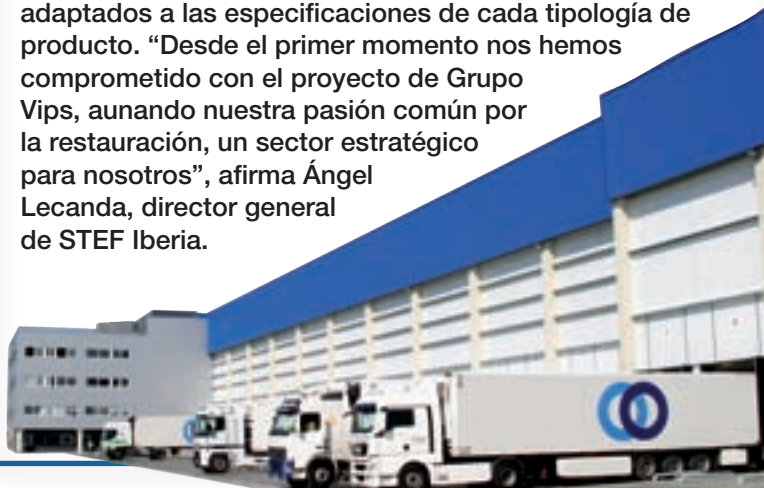 adaptados a las especificaciones de cada tipología de
producto. “Desde el primer momento nos hemos
comprometido con el proyecto de Grupo
Vips, aunando nuestra pasión común por
la restauración, un sector estratégico
para nosotros”, afirma Ángel
Lecanda, director general
de STEF Iberia.